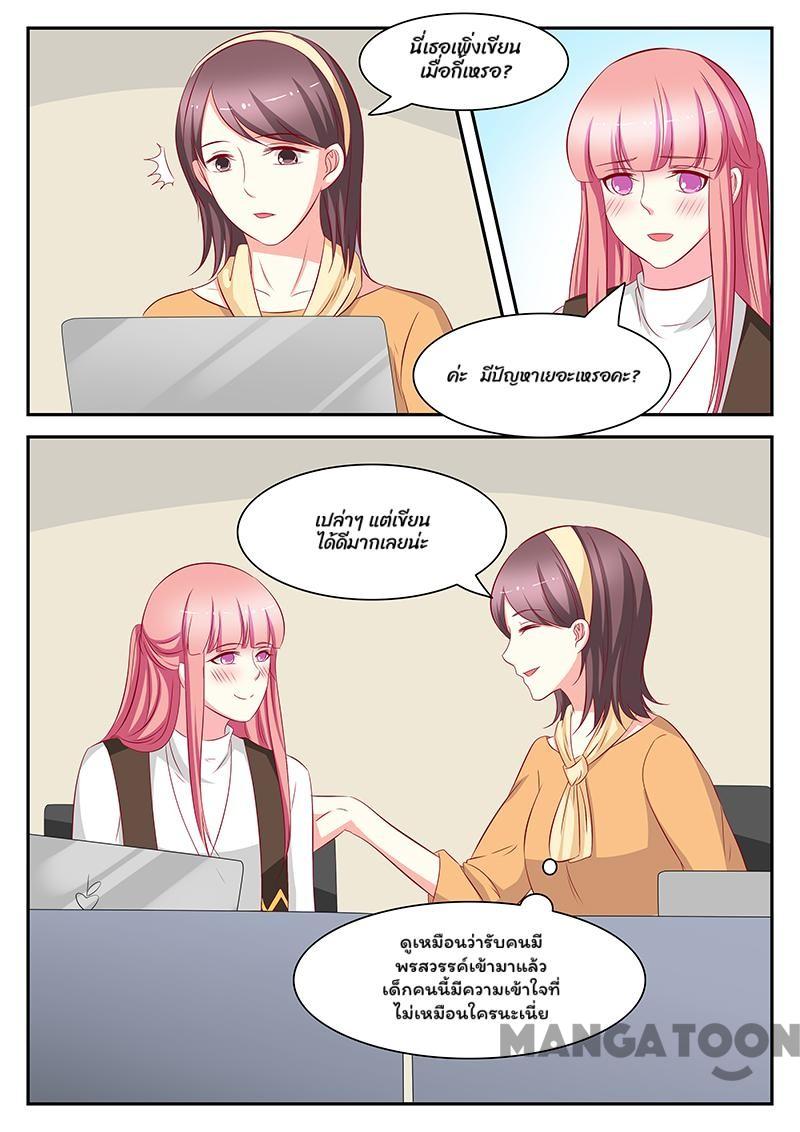 นี่เธอเพิ่งเขียน
เมื่อกี้เหรอ?
ค่ะ มีปัญหาเยอะเหรอคะ?
เปล่าๆ แต่เขียน
ได้ดีมากเลยน่ะ
ดูเหมือนว่ารับคนมี
พรสวรรค์เข้ามาแล้ว
เด็กคนนี้มีความเข้าใจที่
ไม่เหมือนใครนะเนี่ย
MANGATOON